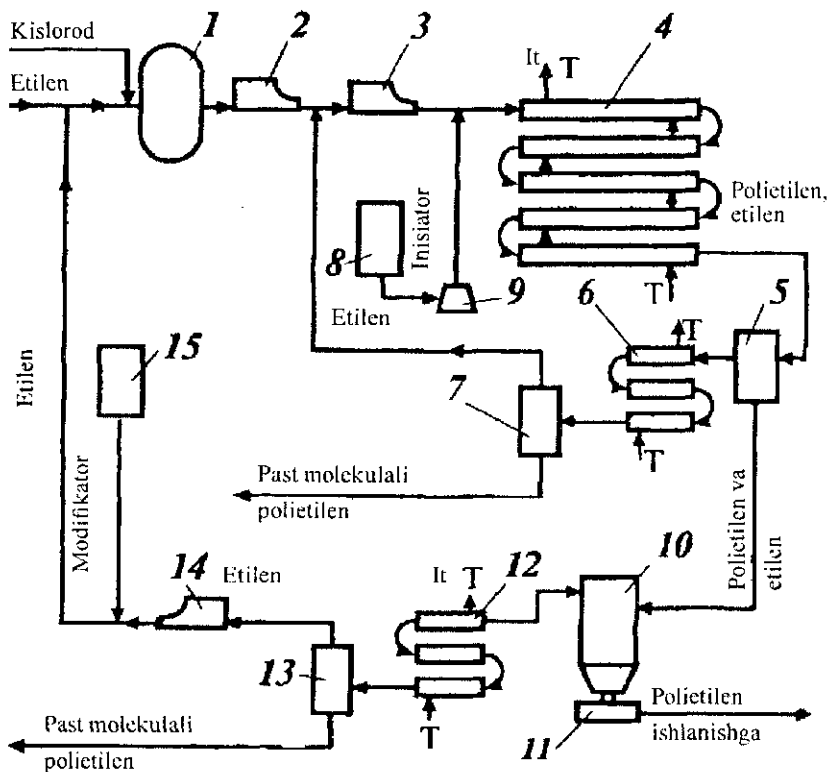 Kislorod
1
2
3
4
It
T
Etilen
Inisiator
Polietilen,
etilen
8
9
T
Etilen
6
T
5
15
7
T
Etilen
Past molekulali
polietilen
Modifikator
Polietilen va
etilen
14
Etilen
It
T
12
10
13
T
11
Polietilen
ishlanishga
Past molekulali
polietilen